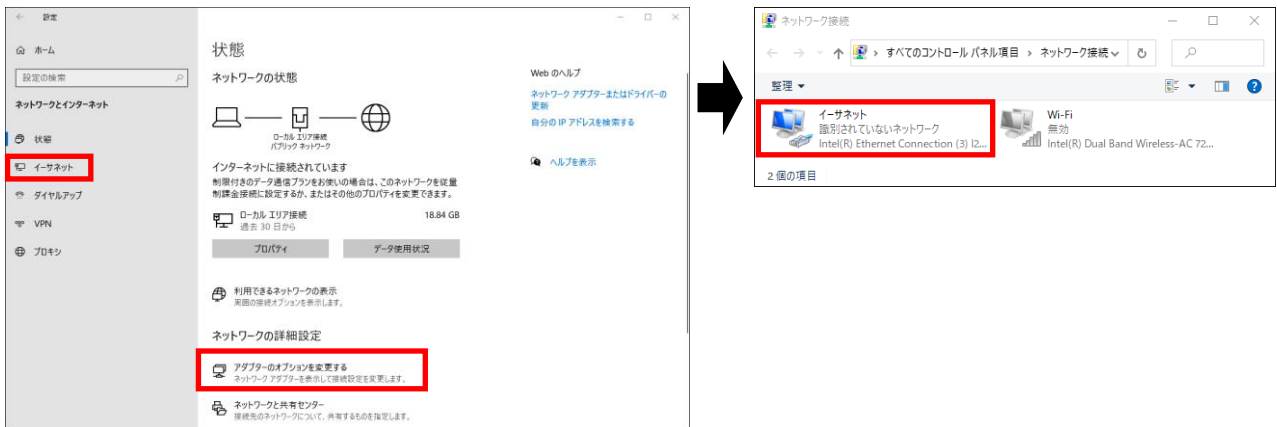 設定
ホーム
設定の検索
ネットワークとインターネット
状態
イーサネット
ダイヤルアップ
VPN
プロキシ
状態
ネットワークの状態
ローカル エリア接続
パブリック ネットワーク
インターネットに接続されています
制限付きのデータ通信プランをお使いの場合は、このネットワークを従量
制課金接続に設定するか、またはその他のプロパティを変更できます。
ローカル エリア接続
18.84 GB
過去 30 日から
プロパティ
データ使用状況
利用できるネットワークの表示
周囲の接続オプションを表示します。
ネットワークの詳細設定
アダプターのオプションを変更する
ネットワーク アダプターを表示して接続設定を変更します。
ネットワークと共有センター
接続先のネットワークについて、共有するものを指定します。
Web のヘルプ
ネットワーク アダプターまたはドライバーの
更新
自分の IP アドレスを検索する
ヘルプを表示
ネットワーク接続
すべてのコントロール パネル項目 › ネットワーク接続
整理
イーサネット
識別されていないネットワーク
Intel(R) Ethernet Connection (3) I2...
Wi-Fi
無効
Intel(R) Dual Band Wireless-AC 72...
2 個の項目